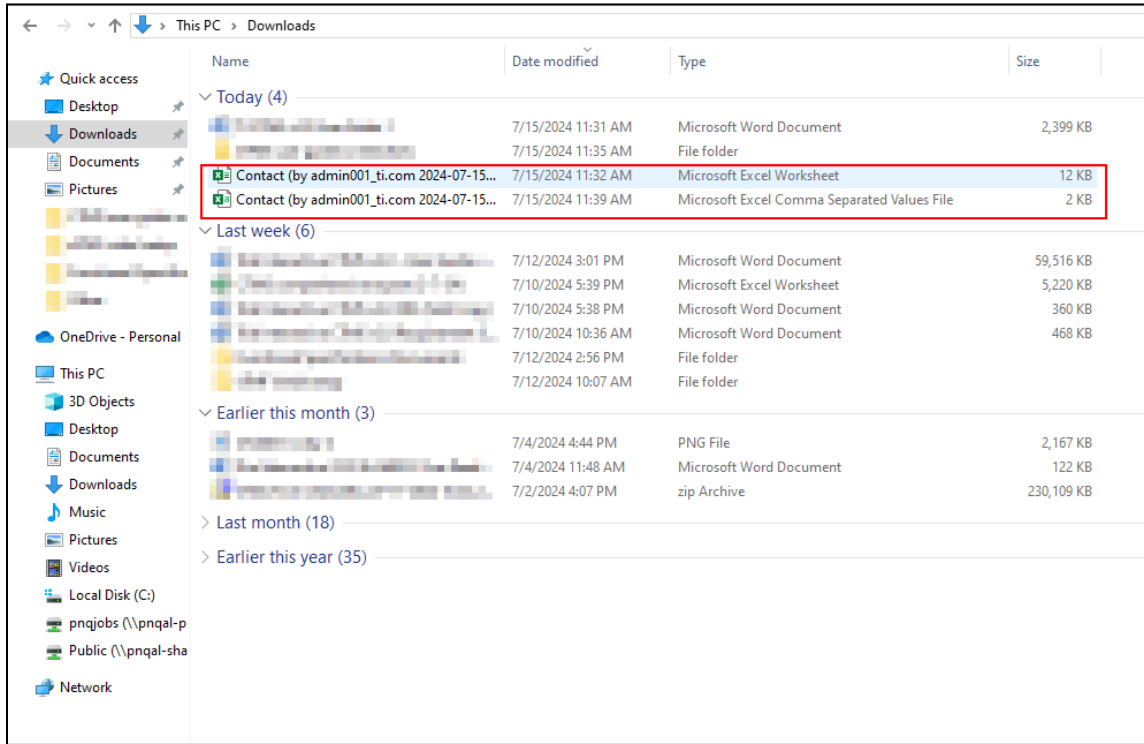 This PC > Downloads
Name Date modified Type Size
Quick access
Desktop
Downloads
Documents
Pictures
OneDrive - Personal
This PC
3D Objects
Desktop
Documents
Downloads
Music
Pictures
Videos
Local Disk (C:)
pnqjobs (\\pnqal-p
Public (\\pnqal-sha
Network
Today (4)
7/15/2024 11:31 AM Microsoft Word Document 2,399 KB
7/15/2024 11:35 AM File folder
Contact (by admin001_ti.com 2024-07-15... 7/15/2024 11:32 AM Microsoft Excel Worksheet 12 KB
Contact (by admin001_ti.com 2024-07-15... 7/15/2024 11:39 AM Microsoft Excel Comma Separated Values File 2 KB
Last week (6)
7/12/2024 3:01 PM Microsoft Word Document 59,516 KB
7/10/2024 5:39 PM Microsoft Excel Worksheet 5,220 KB
7/10/2024 5:38 PM Microsoft Word Document 360 KB
7/10/2024 10:36 AM Microsoft Word Document 468 KB
7/12/2024 2:56 PM File folder
7/12/2024 10:07 AM File folder
Earlier this month (3)
7/4/2024 4:44 PM PNG File 2,167 KB
7/4/2024 11:48 AM Microsoft Word Document 122 KB
7/2/2024 4:07 PM zip Archive 230,109 KB
Last month (18)
Earlier this year (35)